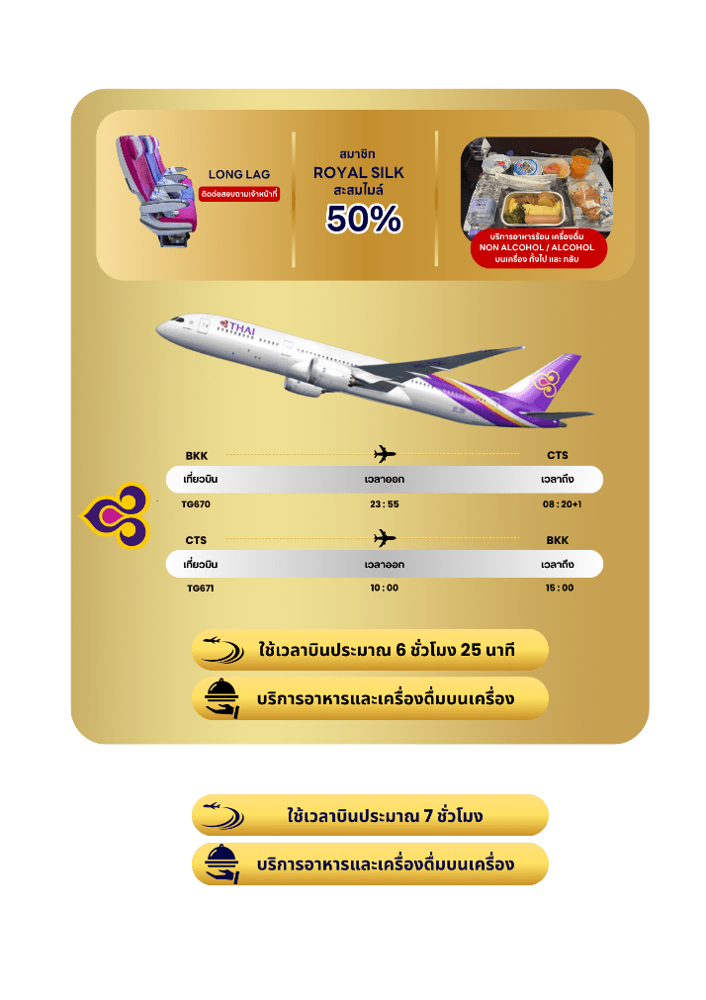 LONG LAG
ติดต่อสอบถามเจ้าหน้าที่
สมาชิก
ROYAL SILK
สะสมไมล์
50%
บริการอาหารร้อน เครื่องดื่ม
NON ALCOHOL / ALCOHOL
บนเครื่อง ทั้งไป และ กลับ
THAI
BKK CTS
เที่ยวบิน เวลาออก เวลาถึง
TG670 23 : 55 08 : 20+1
CTS BKK
เที่ยวบิน เวลาออก เวลาถึง
TG671 10 : 00 15 : 00
ใช้เวลาบินประมาณ 6 ชั่วโมง 25 นาที
บริการอาหารและเครื่องดื่มบนเครื่อง
ใช้เวลาบินประมาณ 7 ชั่วโมง
บริการอาหารและเครื่องดื่มบนเครื่อง